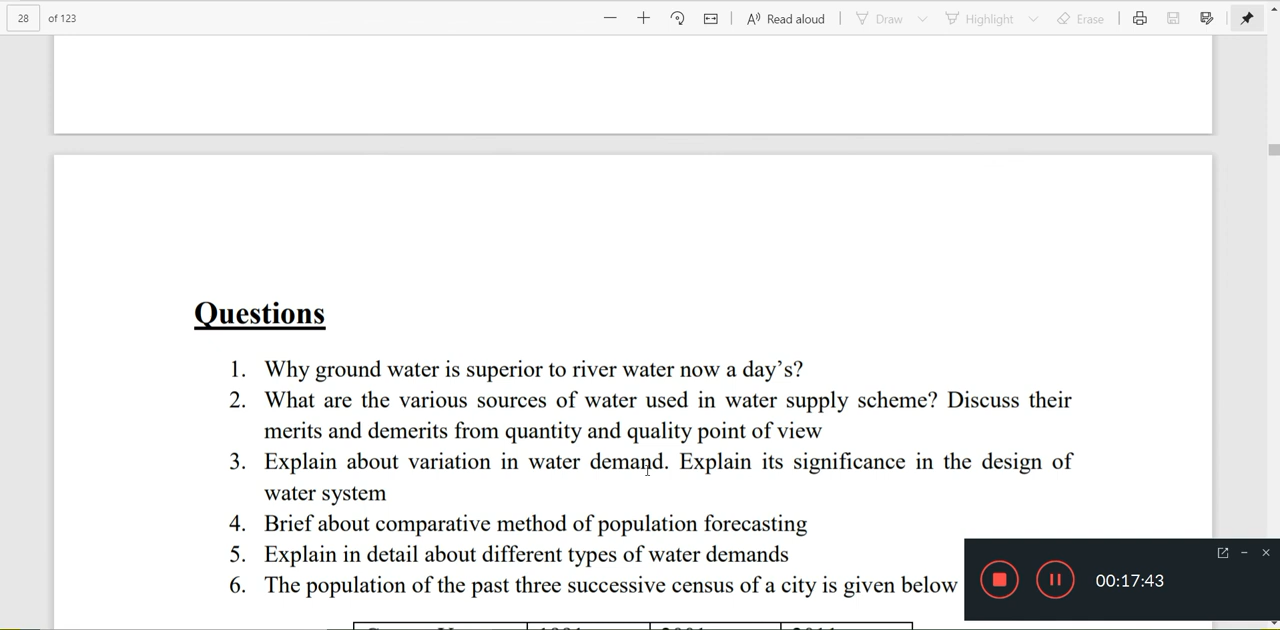 28 of 123 Read aloud Draw Highlight Erase
Questions
1. Why ground water is superior to river water now a day’s?
2. What are the various sources of water used in water supply scheme? Discuss their
merits and demerits from quantity and quality point of view
3. Explain about variation in water demand. Explain its significance in the design of
water system
4. Brief about comparative method of population forecasting
5. Explain in detail about different types of water demands
6. The population of the past three successive census of a city is given below
00:17:43